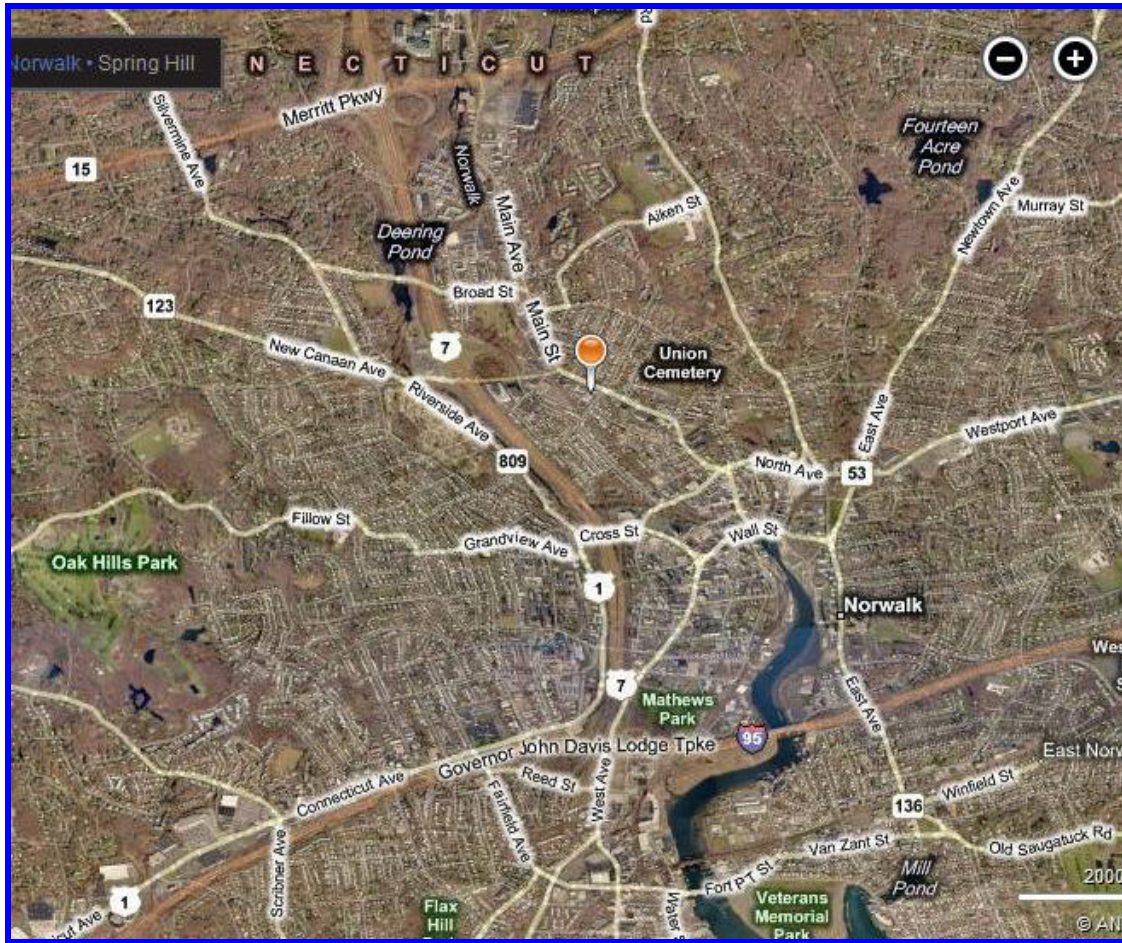 Norwalk • Spring Hill
N E C T I C U T
Rd
Merritt Pkwy
Silvermine Ave
15
Norwalk
Fourteen
Acre
Pond
Newtown Ave
Murray St
Aiken St
Main Ave
Deering
Pond
Broad St
Main St
123
7
New Canaan Ave
Union
Cemetery
Riverside Ave
East Ave
Westport Ave
809
North Ave
53
Fillow St
Cross St
Wall St
Grandview Ave
Oak Hills Park
1
Norwalk
7
Mathews
Park
East Ave
95
Governor John Davis Lodge Tpke
East Norw
Connecticut Ave
Reed St
West Ave
Winfield St
Fairfield Ave
136
Scribner Ave
Van Zant St
Old Saugatuck Rd
Mill
Pond
Fort PT St
2000
1
Flax
Hill
Water
Veterans
Memorial
Park
© AN